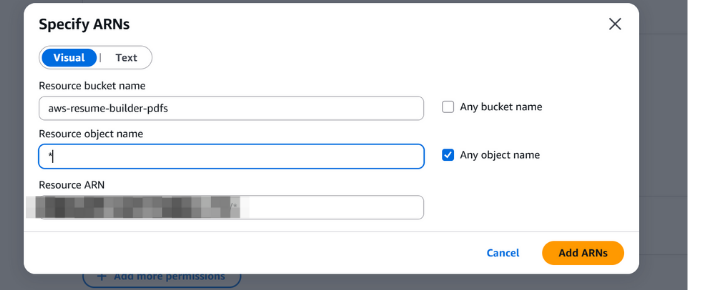 Specify ARNs
Visual | Text
Resource bucket name
aws-resume-builder-pdfs
Any bucket name
Resource object name
*
Any object name
Resource ARN
Cancel
Add ARNs
+ Add more permissions